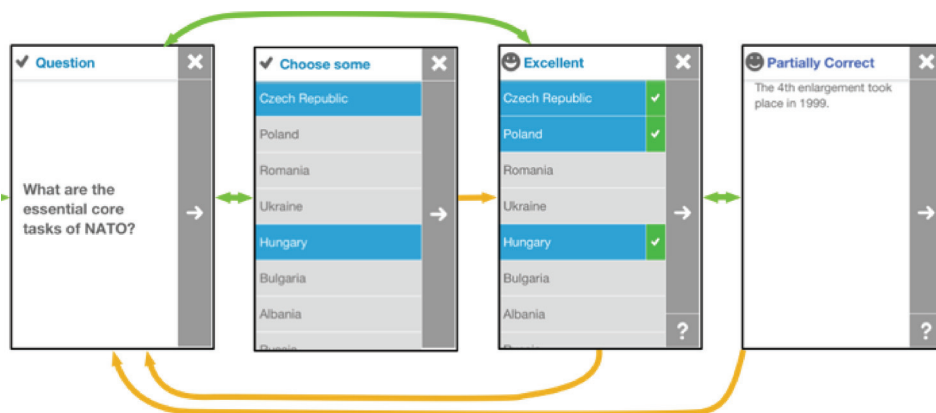 Question
What are the
essential core
tasks of NATO?
Choose some
Czech Republic
Poland
Romania
Ukraine
Hungary
Bulgaria
Albania
Excellent
Czech Republic
Poland
Romania
Ukraine
Hungary
Bulgaria
Albania
?
Partially Correct
The 4th enlargement took
place in 1999.
?